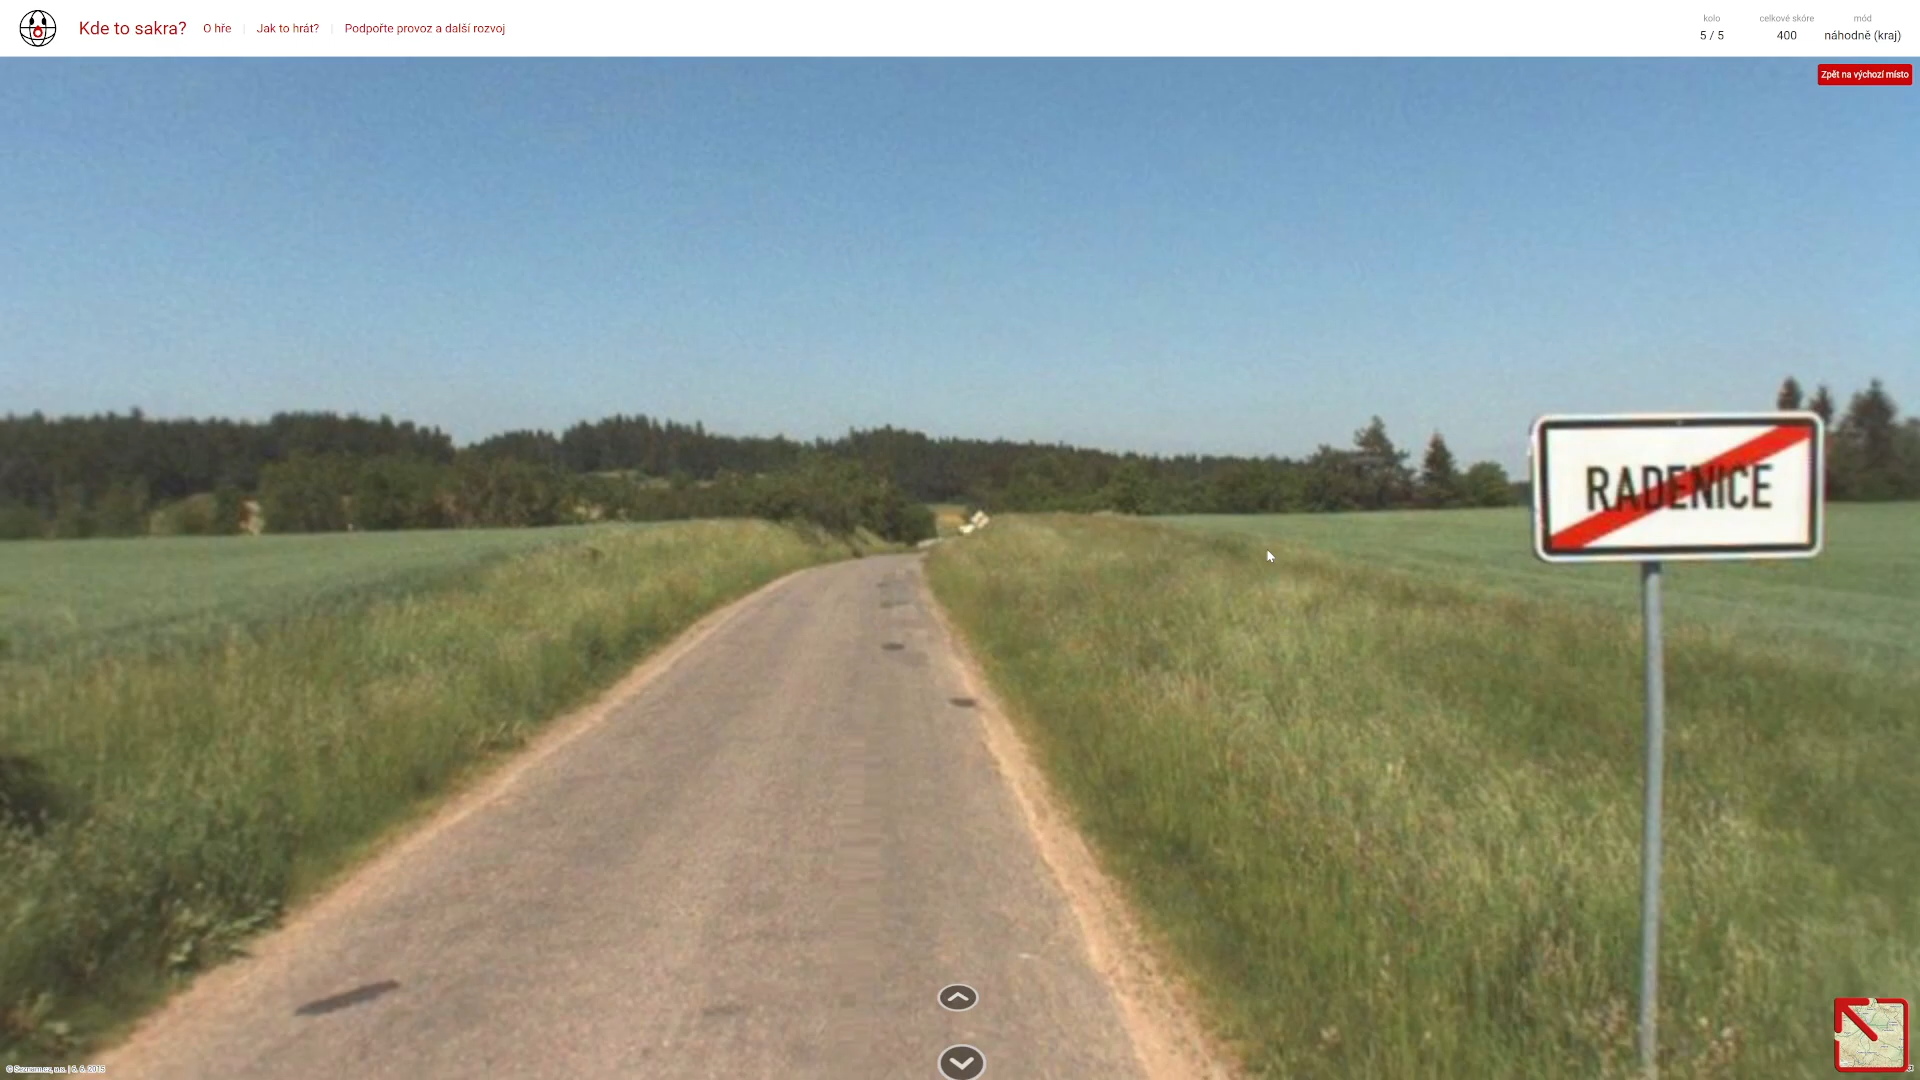 Kde to sakra?
O hře
Jak to hrát?
Podpořte provoz a další rozvoj
kolo
5 / 5
celkové skóre
400
mód
náhodně (kraj)
Zpět na výchozí místo
RADENICE